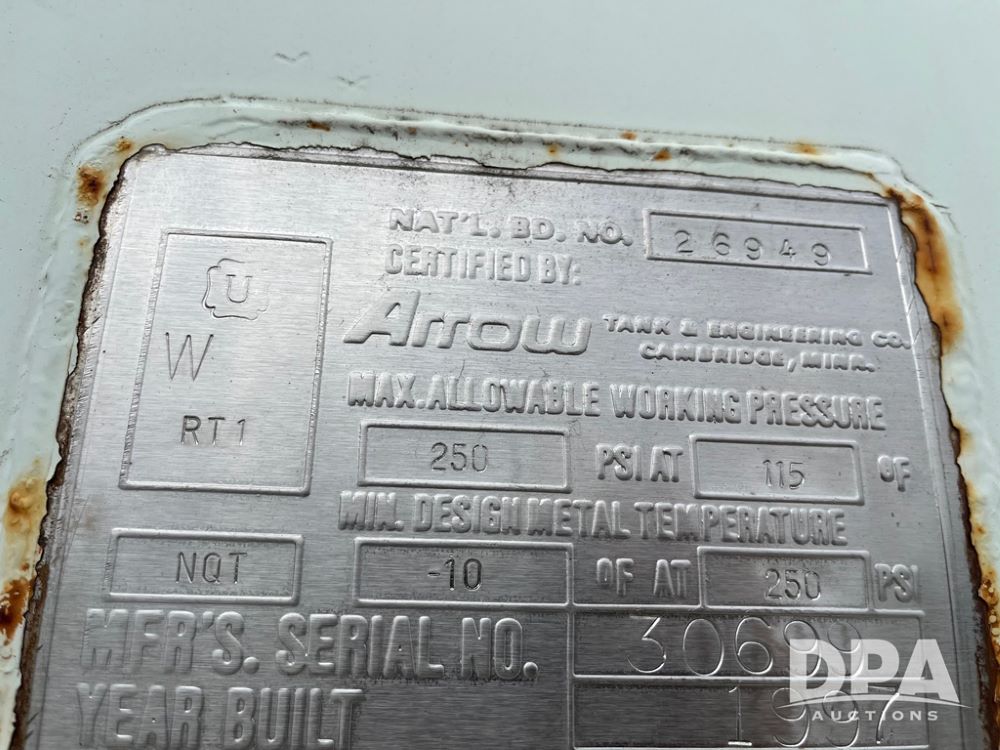 NAT'L. BD. NO. 26949
CERTIFIED BY:
U
W
RT1
Arrow TANK & ENGINEERING CO.
CAMBRIDGE, MINN.
MAX. ALLOWABLE WORKING PRESSURE
250 PSI AT 115 °F
MIN. DESIGN METAL TEMPERATURE
NQT -10 °F AT 250 PSI
MFR'S. SERIAL NO. 30699
YEAR BUILT
DPA
AUCTIONS